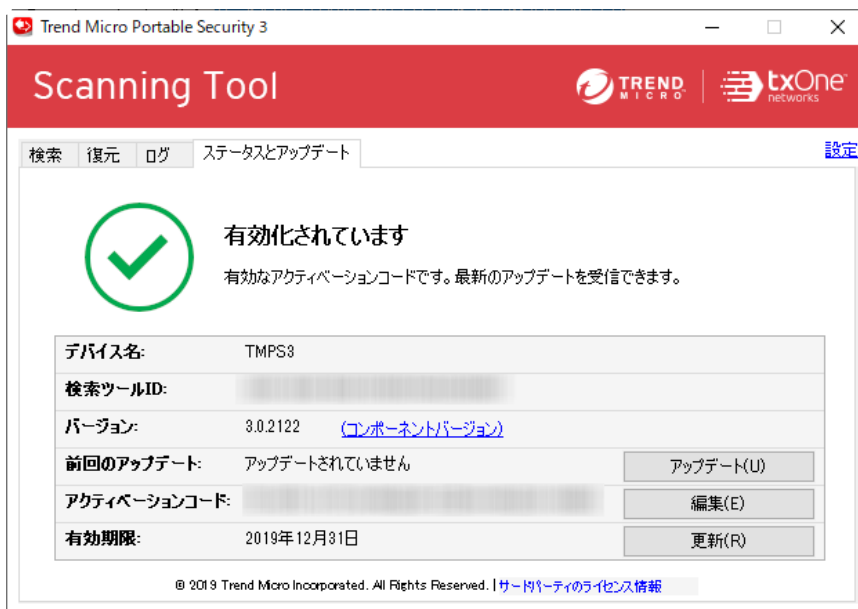 Trend Micro Portable Security 3
Scanning Tool
TREND MICRO
txOne networks
検索 復元 ログ ステータスとアップデート 設定
有効化されています
有効なアクティベーションコードです。最新のアップデートを受信できます。
デバイス名: TMPS3
検索ツールID:
バージョン: 3.0.2122 (コンポーネントバージョン)
前回のアップデート: アップデートされていません アップデート(U)
アクティベーションコード: 編集(E)
有効期限: 2019年12月31日 更新(R)
© 2019 Trend Micro Incorporated. All Rights Reserved. | サードパーティのライセンス情報